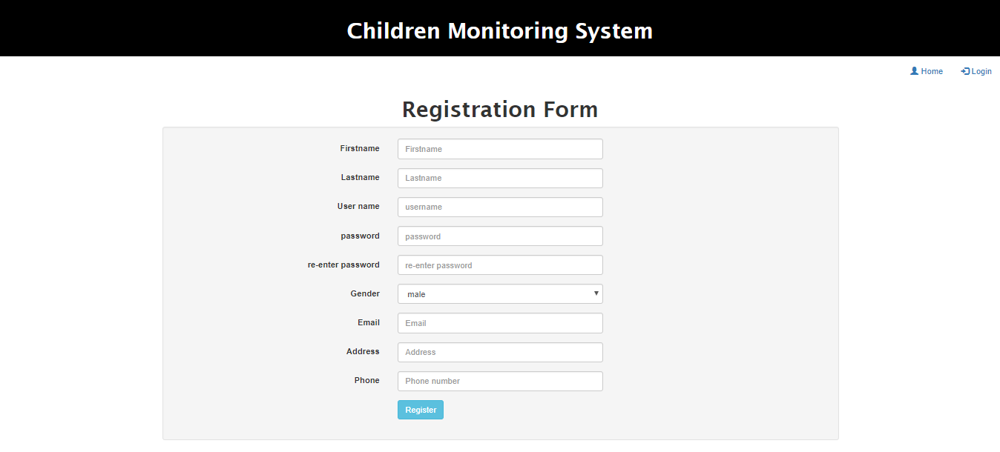 Children Monitoring System
Home Login
Registration Form
Firstname Firstname
Lastname Lastname
User name username
password password
re-enter password re-enter password
Gender male
Email Email
Address Address
Phone Phone number
Register